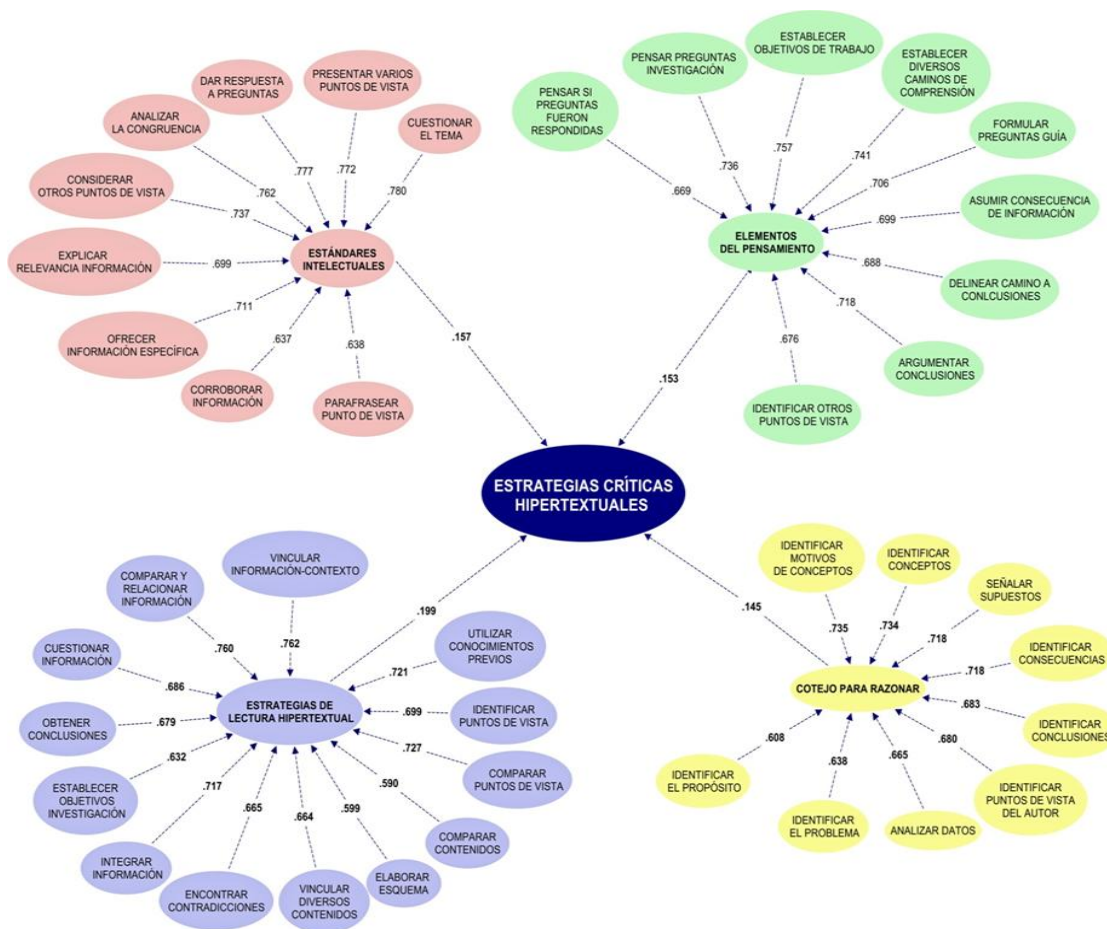 DAR RESPUESTA
A PREGUNTAS
PRESENTAR VARIOS
PUNTOS DE VISTA
ANALIZAR
LA CONGRUENCIA
CUESTIONAR
EL TEMA
CONSIDERAR
OTROS PUNTOS DE VISTA
EXPLICAR
RELEVANCIA INFORMACIÓN
OFRECER
INFORMACIÓN ESPECÍFICA
CORROBORAR
INFORMACIÓN
PARAFRASEAR
PUNTO DE VISTA
.777
.772
.762
.780
.737
.699
.711
.637
.638
ESTÁNDARES
INTELECTUALES
.157
PENSAR SI
PREGUNTAS
FUERON
RESPONDIDAS
PENSAR PREGUNTAS
INVESTIGACIÓN
ESTABLECER
OBJETIVOS DE TRABAJO
ESTABLECER
DIVERSOS
CAMINOS DE
COMPRENSIÓN
FORMULAR
PREGUNTAS GUÍA
ASUMIR CONSECUENCIA
DE INFORMACIÓN
DELINEAR CAMINO A
CONLCUSIONES
ARGUMENTAR
CONCLUSIONES
IDENTIFICAR OTROS
PUNTOS DE VISTA
.669
.736
.757
.741
.706
.699
.688
.718
.676
ELEMENTOS
DEL PENSAMIENTO
.153
ESTRATEGIAS CRÍTICAS
HIPERTEXTUALES
VINCULAR
INFORMACIÓN-CONTEXTO
COMPARAR Y
RELACIONAR
INFORMACIÓN
CUESTIONAR
INFORMACIÓN
OBTENER
CONCLUSIONES
ESTABLECER
OBJETIVOS
INVESTIGACIÓN
INTEGRAR
INFORMACIÓN
ENCONTRAR
CONTRADICCIONES
VINCULAR
DIVERSOS
CONTENIDOS
ELABORAR
ESQUEMA
COMPARAR
CONTENIDOS
COMPARAR
PUNTOS DE VISTA
IDENTIFICAR
PUNTOS DE VISTA
UTILIZAR
CONOCIMIENTOS
PREVIOS
.762
.760
.686
.679
.632
.717
.665
.664
.599
.590
.727
.699
.721
ESTRATEGIAS DE
LECTURA HIPERTEXTUAL
.199
IDENTIFICAR
MOTIVOS
DE CONCEPTOS
IDENTIFICAR
CONCEPTOS
SEÑALAR
SUPUESTOS
IDENTIFICAR
CONSECUENCIAS
IDENTIFICAR
CONCLUSIONES
IDENTIFICAR
PUNTOS DE VISTA
DEL AUTOR
ANALIZAR DATOS
IDENTIFICAR
EL PROBLEMA
IDENTIFICAR
EL PROPÓSITO
.735
.734
.718
.718
.683
.680
.665
.638
.608
COTEJO PARA RAZONAR
.145